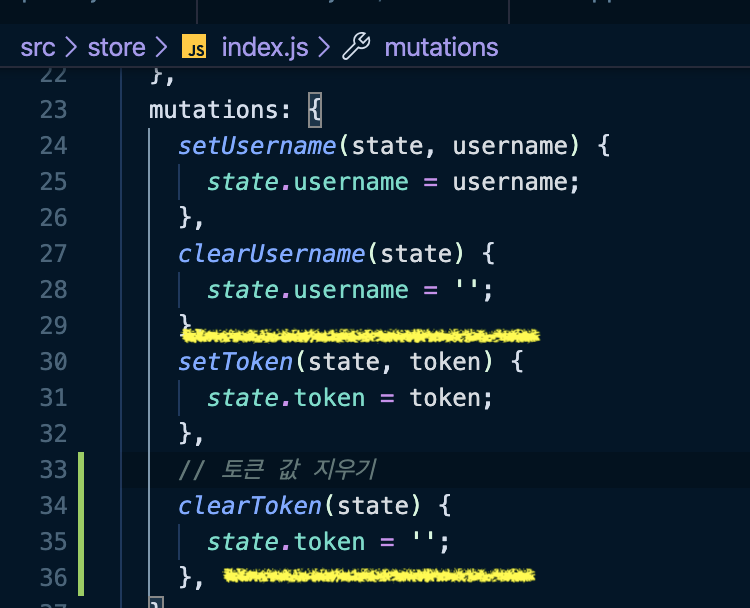 src > store > JS index.js > mutations
22 },
23 mutations: {
24 setUsername(state, username) {
25 state.username = username;
26 },
27 clearUsername(state) {
28 state.username = '';
29 }
30 setToken(state, token) {
31 state.token = token;
32 },
33 // 토큰 값 지우기
34 clearToken(state) {
35 state.token = '';
36 },